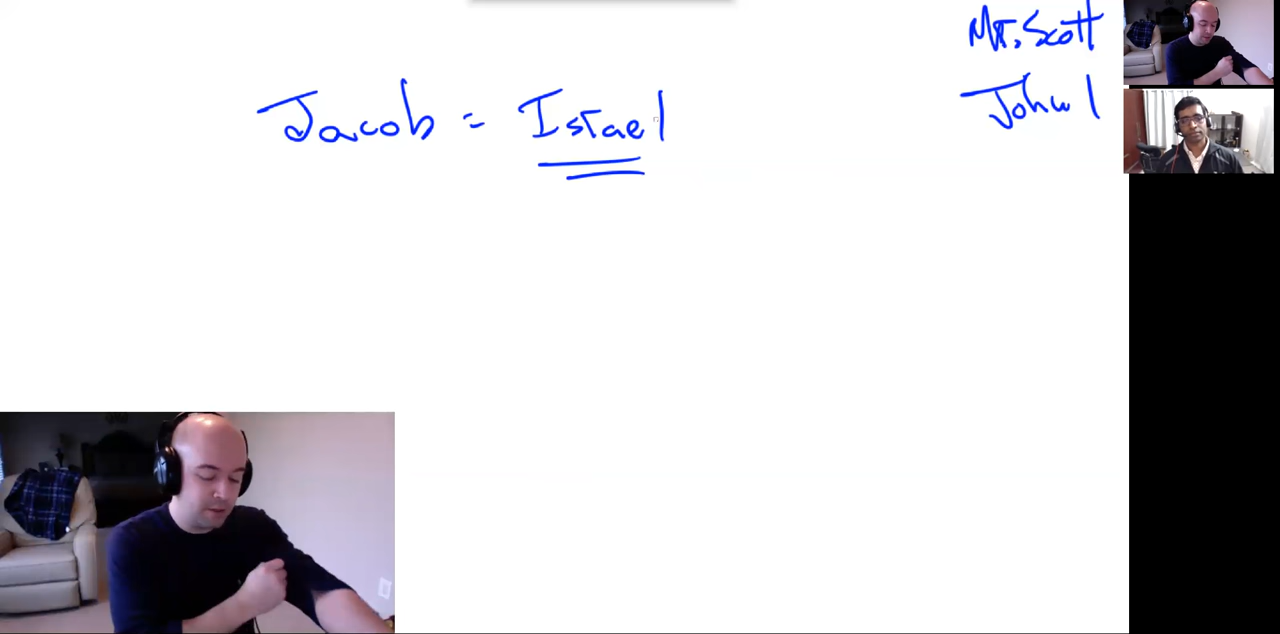 Mr. Scott
Jacob = Israel
John 1